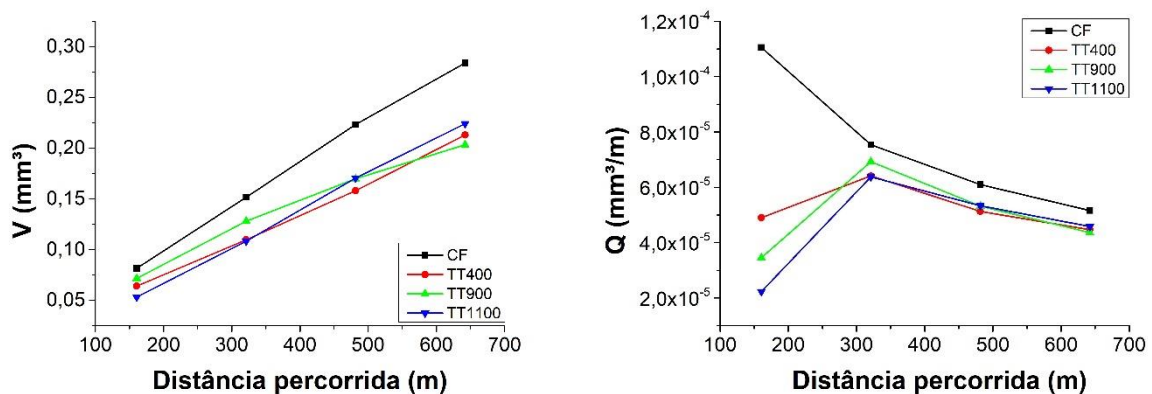 V (mm³)
0,30
0,25
0,20
0,15
0,10
0,05
CF
TT400
TT900
TT1100
100 200 300 400 500 600 700
Distância percorrida (m)
Q (mm³/m)
1,2x10⁻⁴
1,0x10⁻⁴
8,0x10⁻⁵
6,0x10⁻⁵
4,0x10⁻⁵
2,0x10⁻⁵
CF
TT400
TT900
TT1100
100 200 300 400 500 600 700
Distância percorrida (m)